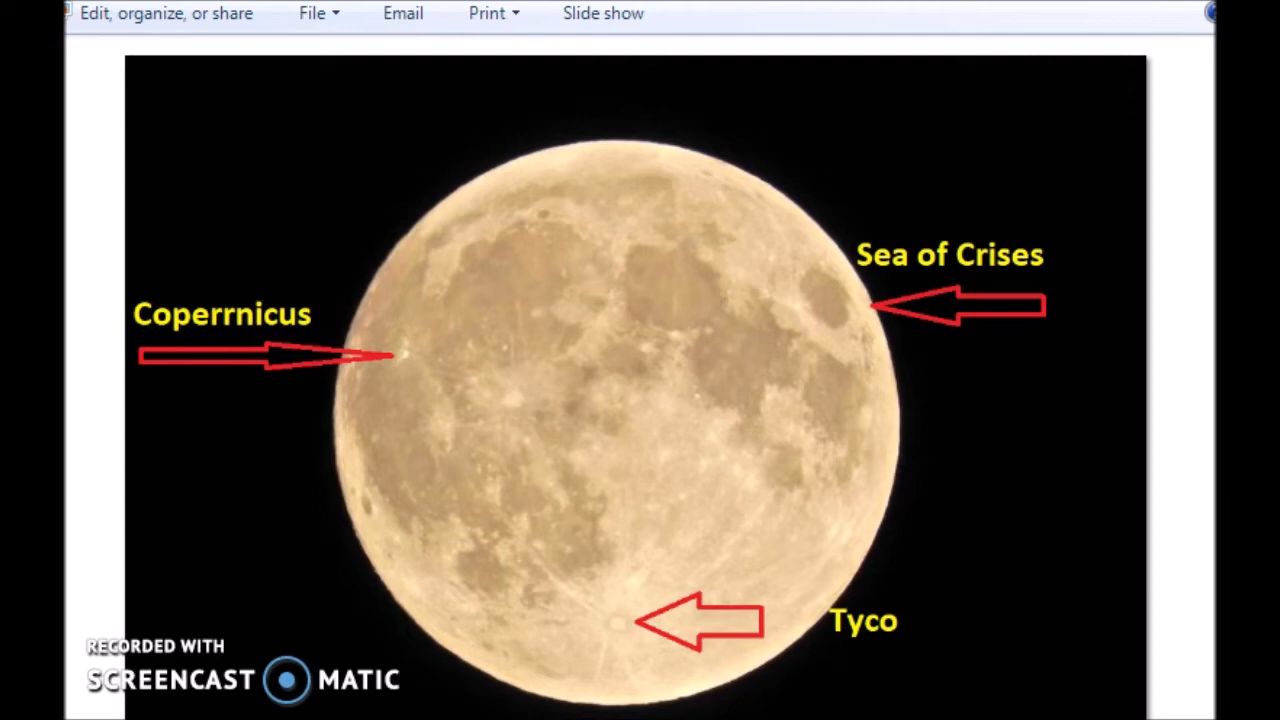 Edit, organize, or share File Email Print Slide show
Sea of Crises
Coperrnicus
Tyco
RECORDED WITH
SCREENCAST MATIC